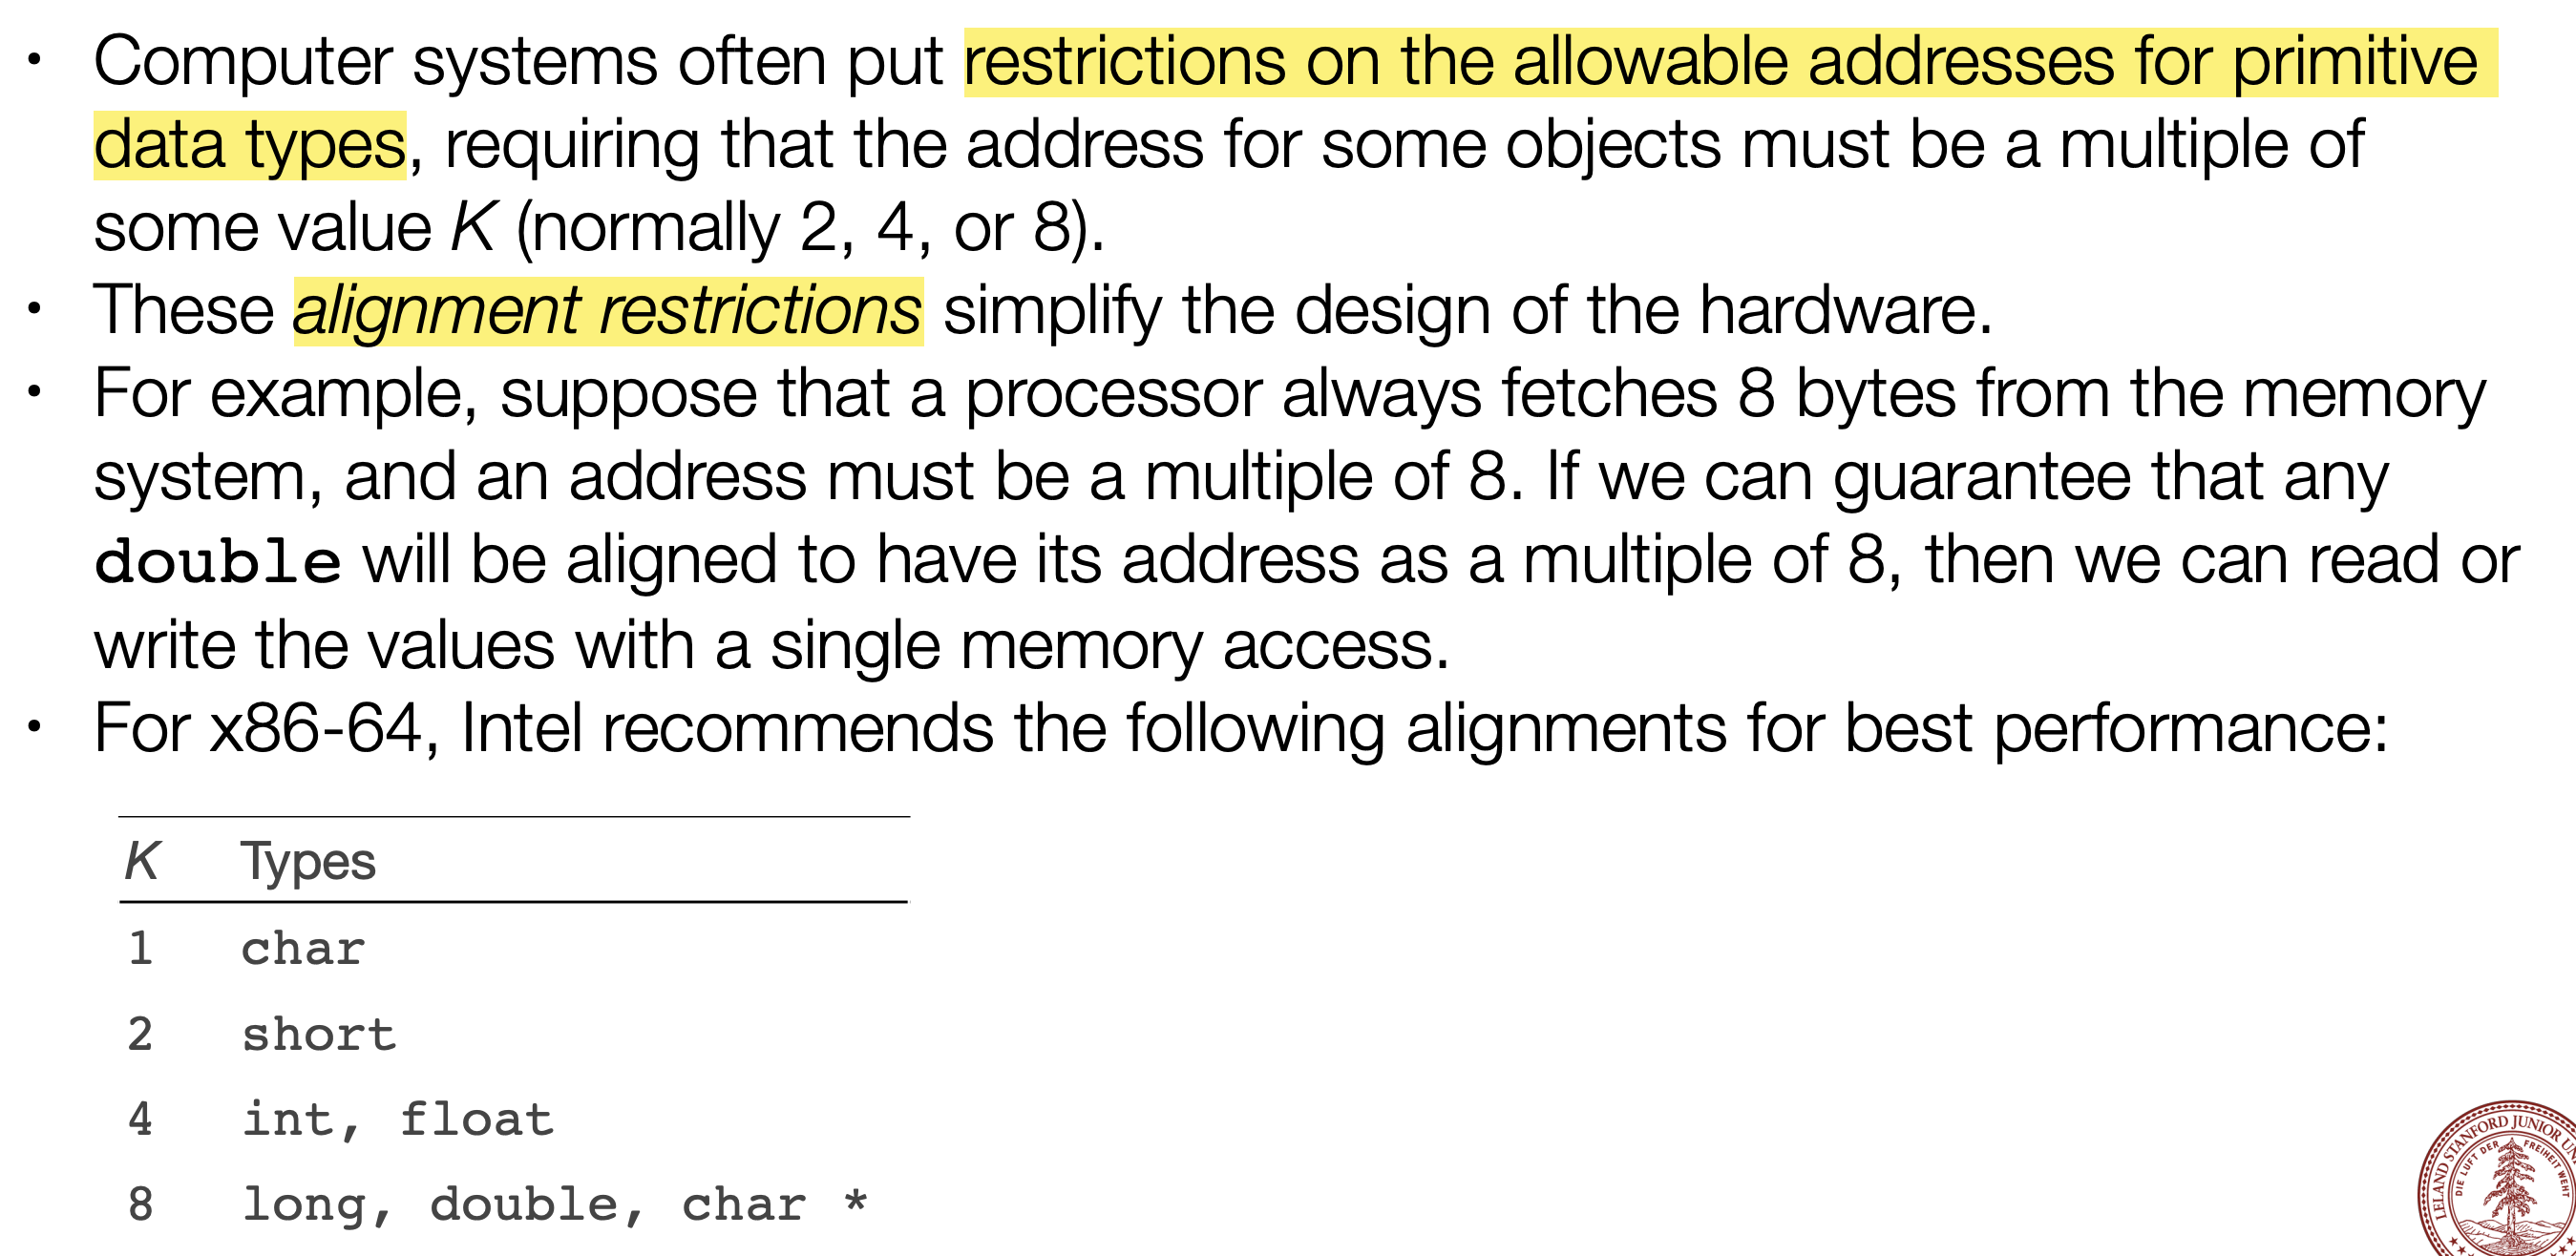 • Computer systems often put restrictions on the allowable addresses for primitive
data types, requiring that the address for some objects must be a multiple of
some value K (normally 2, 4, or 8).
• These alignment restrictions simplify the design of the hardware.
• For example, suppose that a processor always fetches 8 bytes from the memory
system, and an address must be a multiple of 8. If we can guarantee that any
double will be aligned to have its address as a multiple of 8, then we can read or
write the values with a single memory access.
• For x86-64, Intel recommends the following alignments for best performance:
K Types
1 char
2 short
4 int, float
8 long, double, char *
LELAND STANFORD JUNIOR
DIE LUFT DER FREIHEIT WEHT